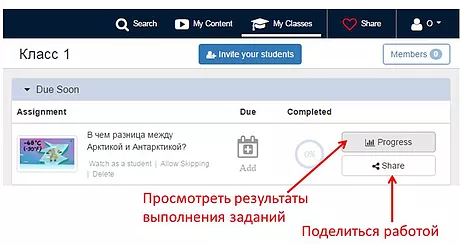 Search My Content My Classes Share O
Класс 1 Invite your students Members 0
Due Soon
Assignment Due Completed
-68°C
(-90°F)
В чем разница между
Арктикой и Антарктикой?
Watch as a student | Allow Skipping
| Delete
Add
0%
Progress
Share
Просмотреть результаты
выполнения заданий
Поделиться работой